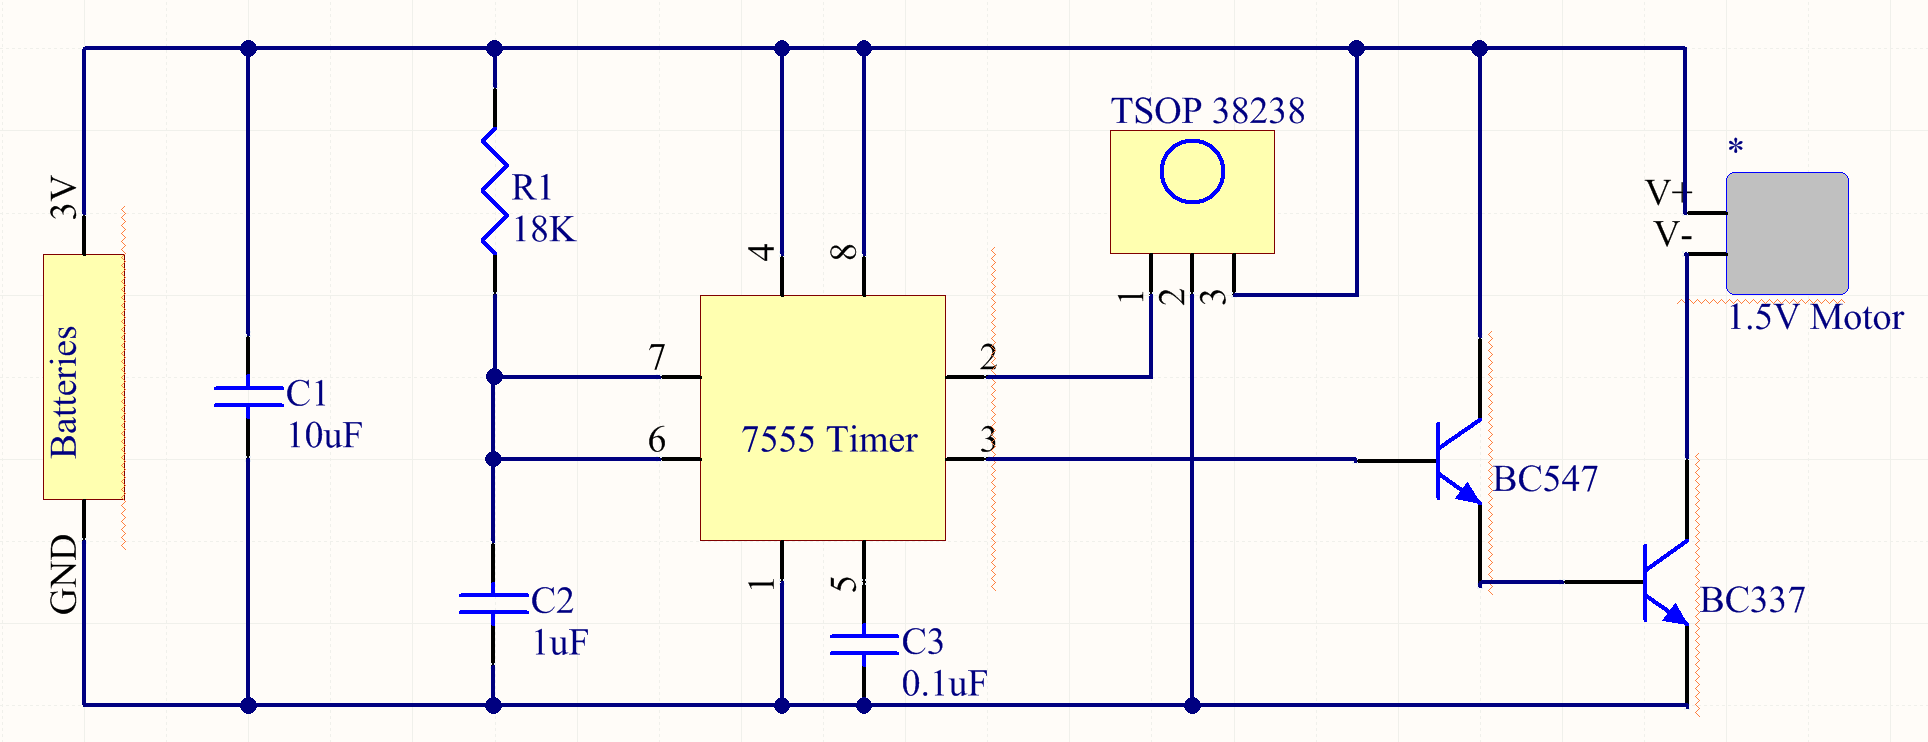 3V
Batteries
GND
C1
10uF
R1
18K
C2
1uF
4
8
7
6
2
3
7555 Timer
1
5
C3
0.1uF
TSOP 38238
1
2
3
BC547
BC337
*
V+
V-
1.5V Motor